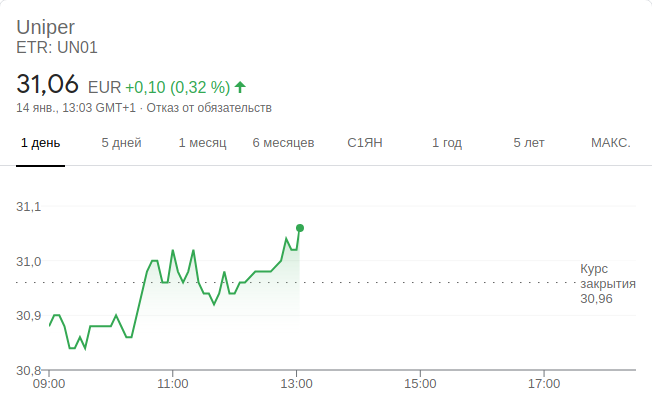 Uniper
ETR: UN01
31,06 EUR +0,10 (0,32 %)
14 янв., 13:03 GMT+1 · Отказ от обязательств
1 день 5 дней 1 месяц 6 месяцев С1ЯН 1 год 5 лет МАКС.
31,1
31,0
Курс
закрытия
30,96
30,9
30,8
09:00 11:00 13:00 15:00 17:00